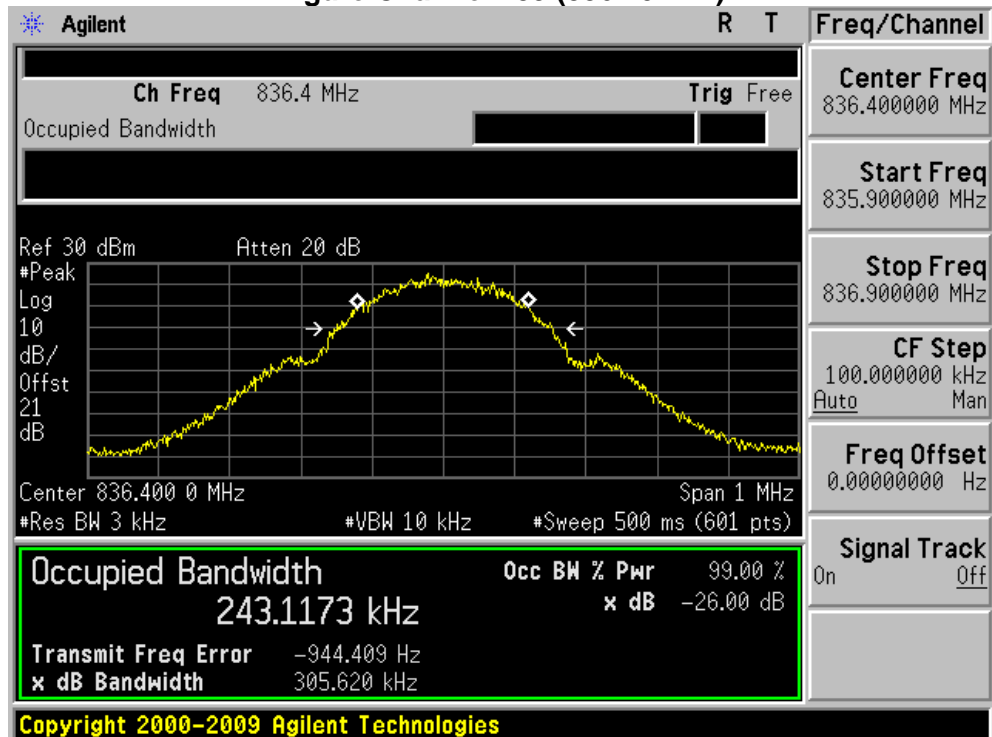 Agilent R T
Freq/Channel
Ch Freq 836.4 MHz Trig Free
Occupied Bandwidth
Center Freq
836.400000 MHz
Start Freq
835.900000 MHz
Stop Freq
836.900000 MHz
CF Step
100.000000 kHz
Auto Man
Freq Offset
0.00000000 Hz
Signal Track
On Off
Ref 30 dBm Atten 20 dB
#Peak
Log
10
dB/
Offst
21
dB
Center 836.400 0 MHz Span 1 MHz
#Res BW 3 kHz #VBW 10 kHz #Sweep 500 ms (601 pts)
Occupied Bandwidth Occ BW % Pwr 99.00 %
243.1173 kHz x dB -26.00 dB
Transmit Freq Error -944.409 Hz
x dB Bandwidth 305.620 kHz
Copyright 2000-2009 Agilent Technologies